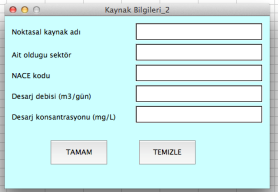 Kaynak Bilgileri_2
Noktasal kaynak adı
Ait oldugu sektör
NACE kodu
Desarj debisi (m3/gün)
Desarj konsantrasyonu (mg/L)
TAMAM TEMIZLE